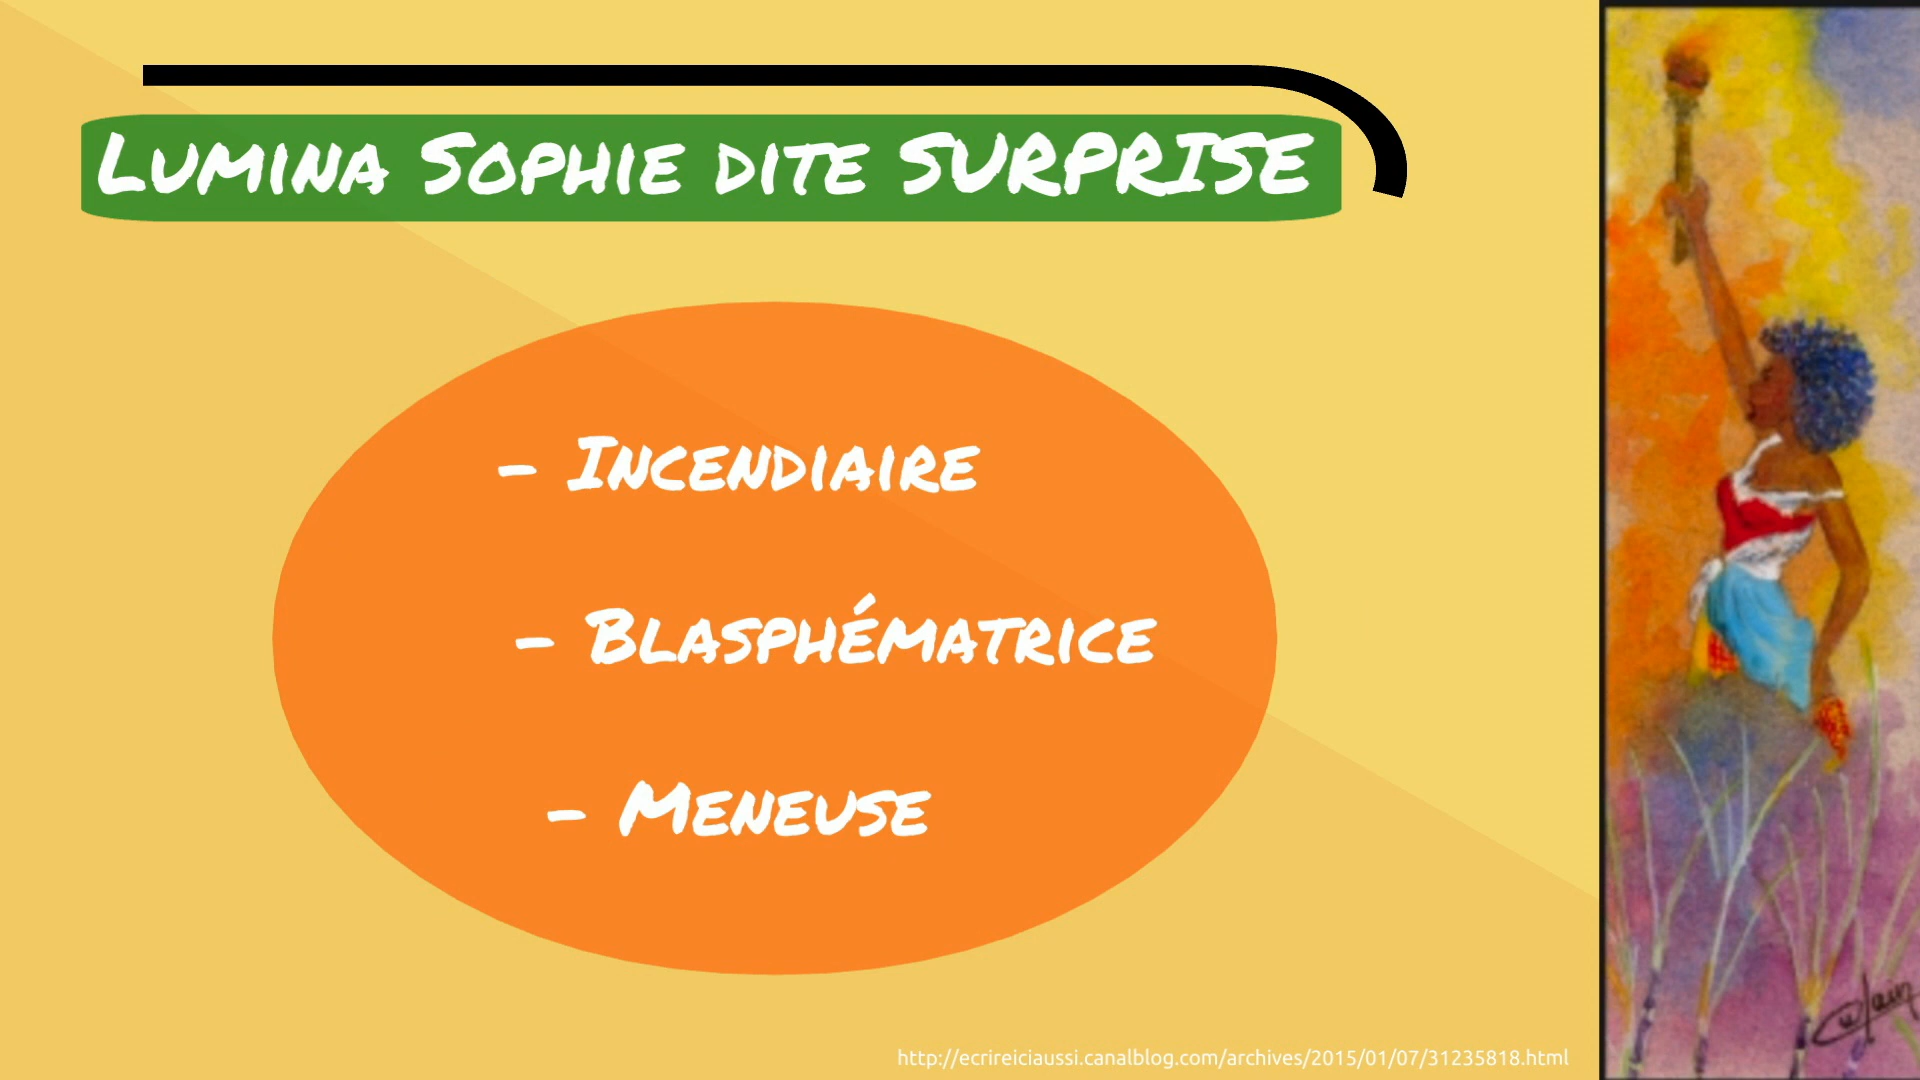 Lumina Sophie dite SURPRISE
- Incendiaire
- Blasphématrice
- Meneuse
http://ecrireiciaussi.canalblog.com/archives/2015/01/07/31235818.html